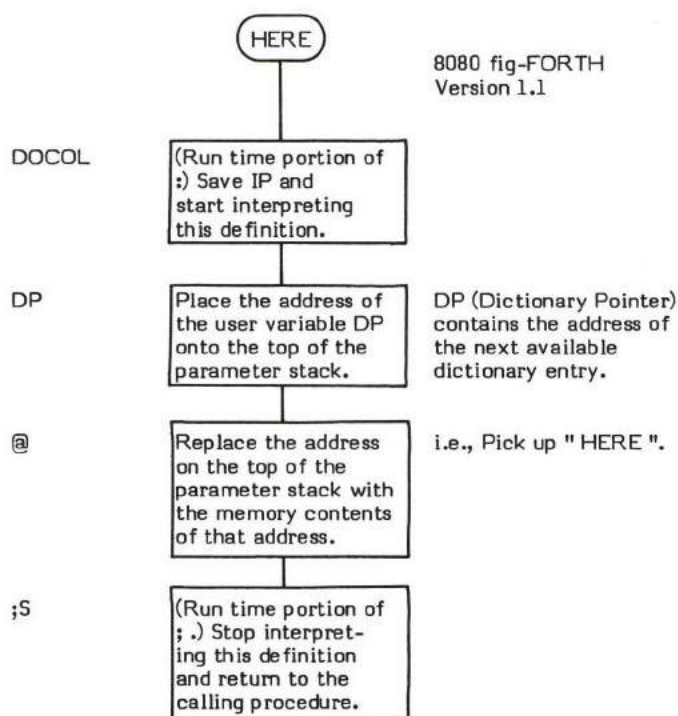 HERE
8080 fig-FORTH
Version 1.1
DOCOL
(Run time portion of
:) Save IP and
start interpreting
this definition.
DP
Place the address of
the user variable DP
onto the top of the
parameter stack.
DP (Dictionary Pointer)
contains the address of
the next available
dictionary entry.
@
Replace the address
on the top of the
parameter stack with
the memory contents
of that address.
i.e., Pick up " HERE ".
;S
(Run time portion of
; .) Stop interpret-
ing this definition
and return to the
calling procedure.